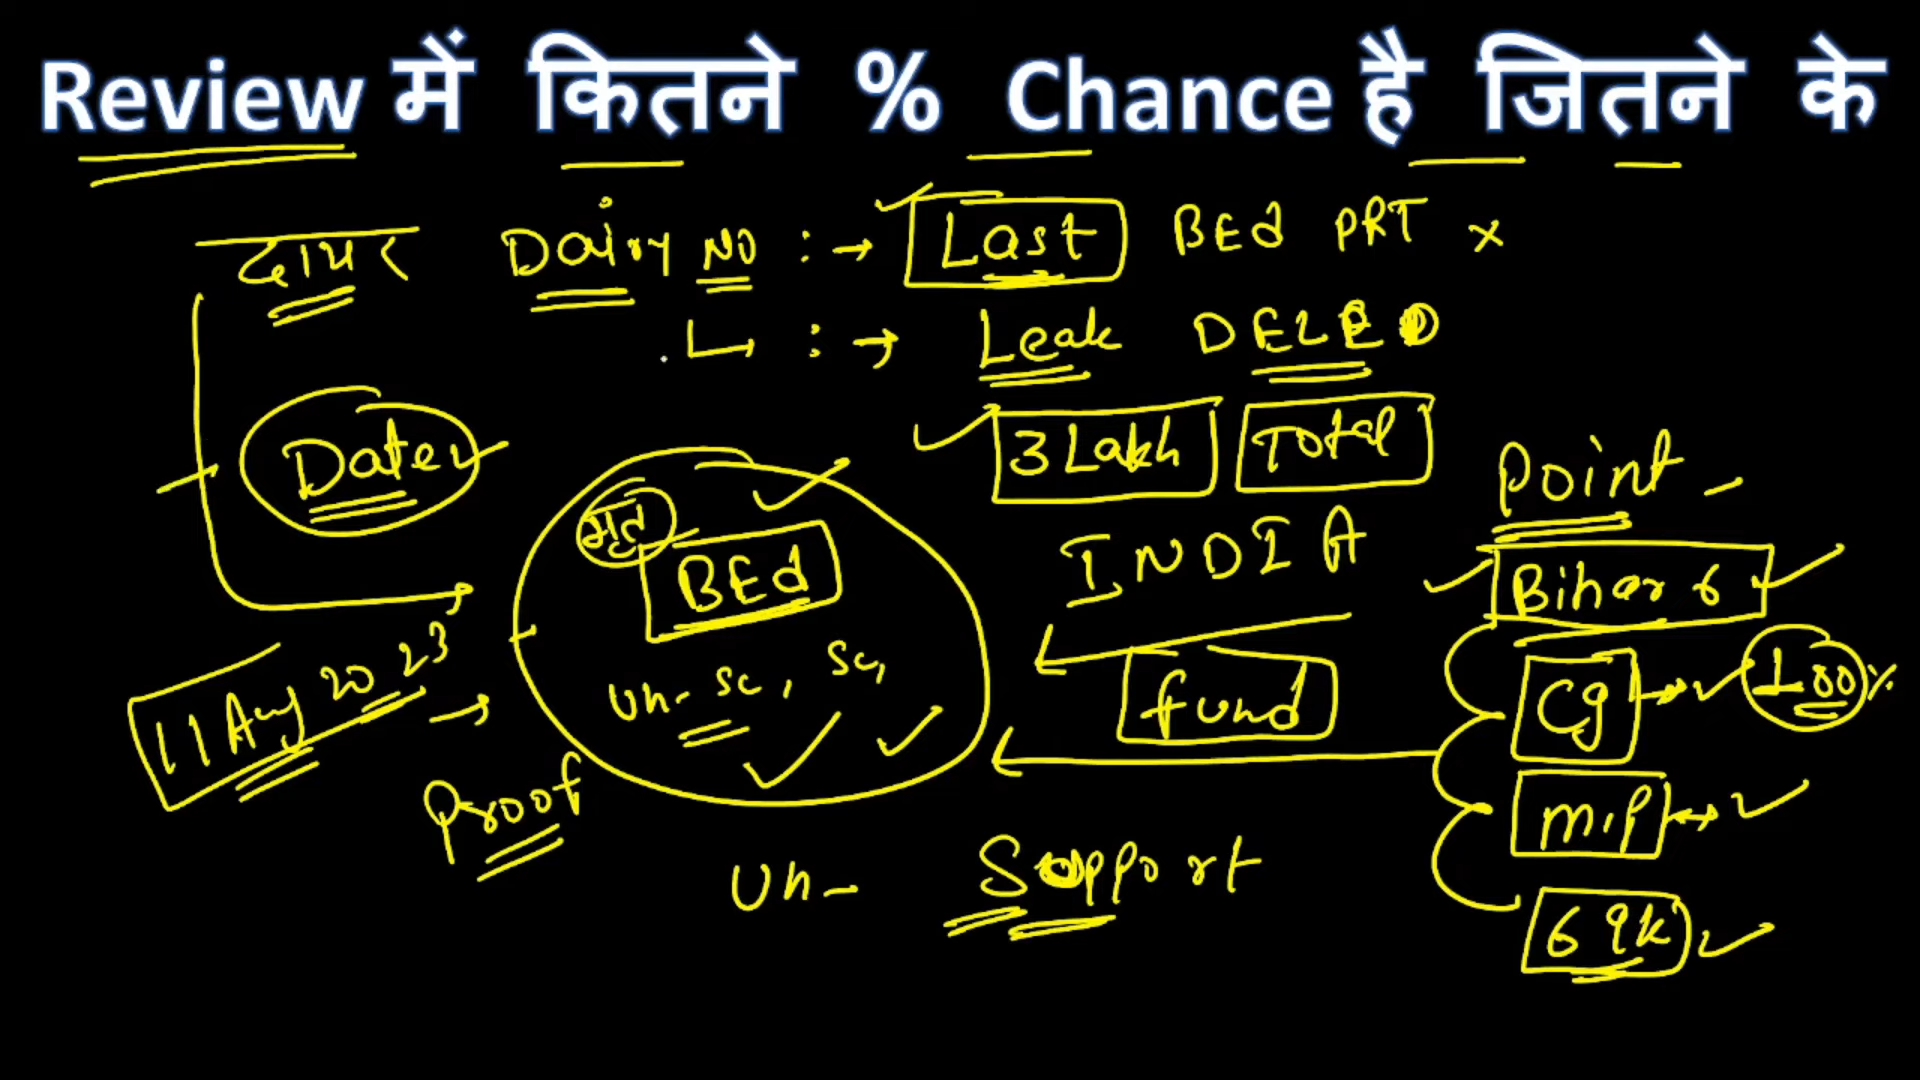 Review में कितने % Chance है जितने के
दायर Dairy NO : → Last BEd PRT x
: → Leak DELED
3 Lakh Total
Date
Point -
INDIA
BEd
Bihar 6
Un- Sc, Sc,
fund
Cg 100%
11 Aug 2023
Proof
M.P
Un- Support
69k